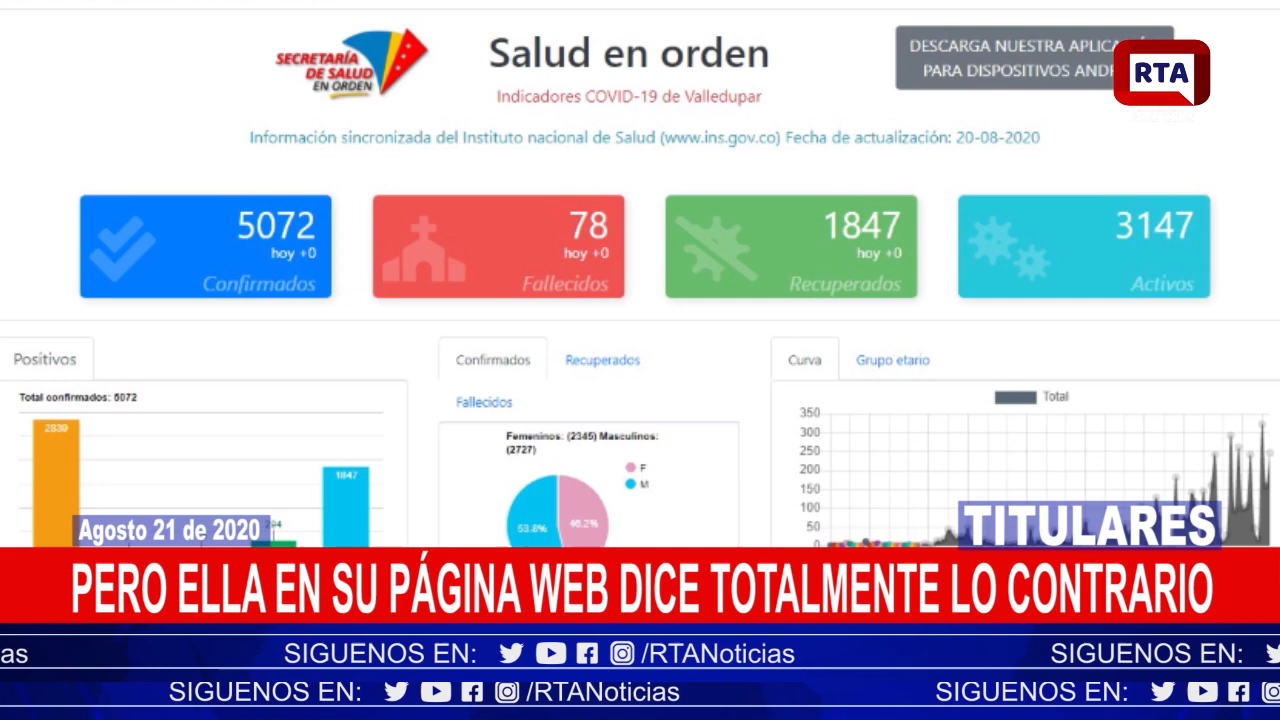 SECRETARÍA
DE SALUD
EN ORDEN
Salud en orden
Indicadores COVID-19 de Valledupar
DESCARGA NUESTRA
PARA DISPOSITIVOS
RTA
Información sincronizada del Instituto nacional de Salud (www.ins.gov.co) Fecha de actualización: 20-08-2020
5072
hoy +0
Confirmados
78
hoy +0
Fallecidos
1847
hoy +0
Recuperados
3147
Activos
Positivos
Total confirmados: 5072
2839
1847
Confirmados
Recuperados
Fallecidos
Femeninos: (2345) Masculinos:
(2727)
F
M
53.8%
46.2%
Curva
Grupo etario
Total
350
300
250
200
150
100
50
0
Agosto 21 de 2020
TITULARES
PERO ELLA EN SU PÁGINA WEB DICE TOTALMENTE LO CONTRARIO
as SIGUENOS EN: /RTANoticias SIGUENOS EN:
SIGUENOS EN: /RTANoticias SIGUENOS EN: